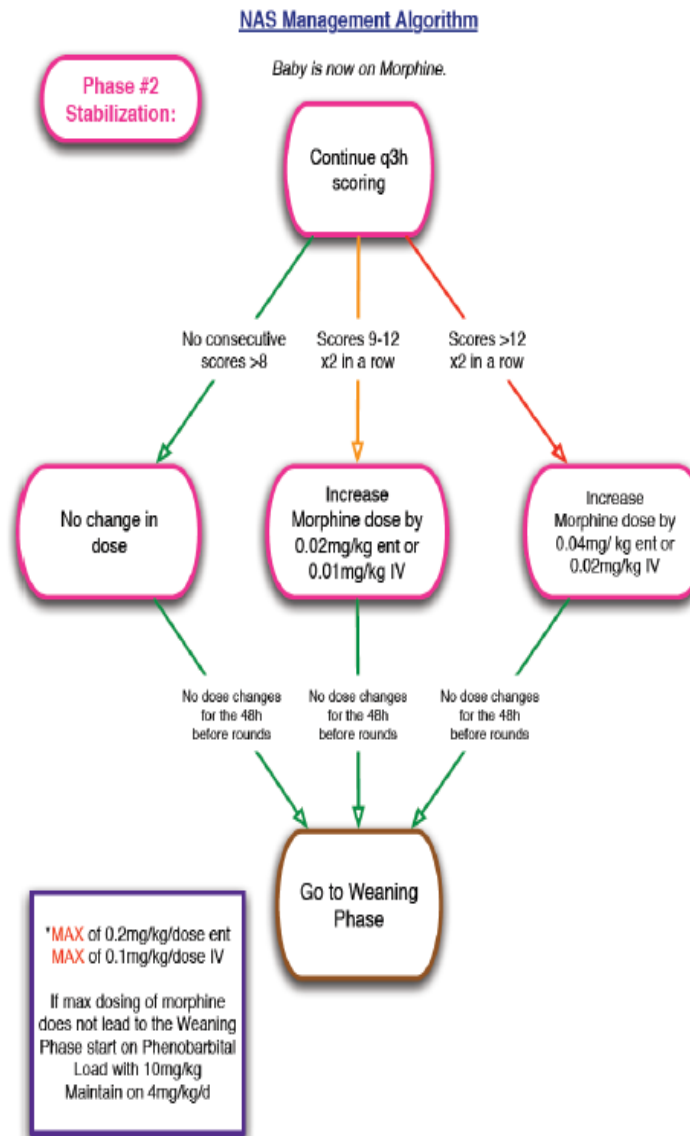 NAS Management Algorithm
Phase #2
Stabilization:
Baby is now on Morphine.
Continue q3h
scoring
No consecutive
scores >8
Scores 9-12
x2 in a row
Scores >12
x2 in a row
No change in
dose
Increase
Morphine dose by
0.02mg/kg ent or
0.01mg/kg IV
Increase
Morphine dose by
0.04mg/ kg ent or
0.02mg/kg IV
No dose changes
for the 48h
before rounds
No dose changes
for the 48h
before rounds
No dose changes
for the 48h
before rounds
Go to Weaning
Phase
*MAX of 0.2mg/kg/dose ent
MAX of 0.1mg/kg/dose IV
If max dosing of morphine
does not lead to the Weaning
Phase start on Phenobarbital
Load with 10mg/kg
Maintain on 4mg/kg/d